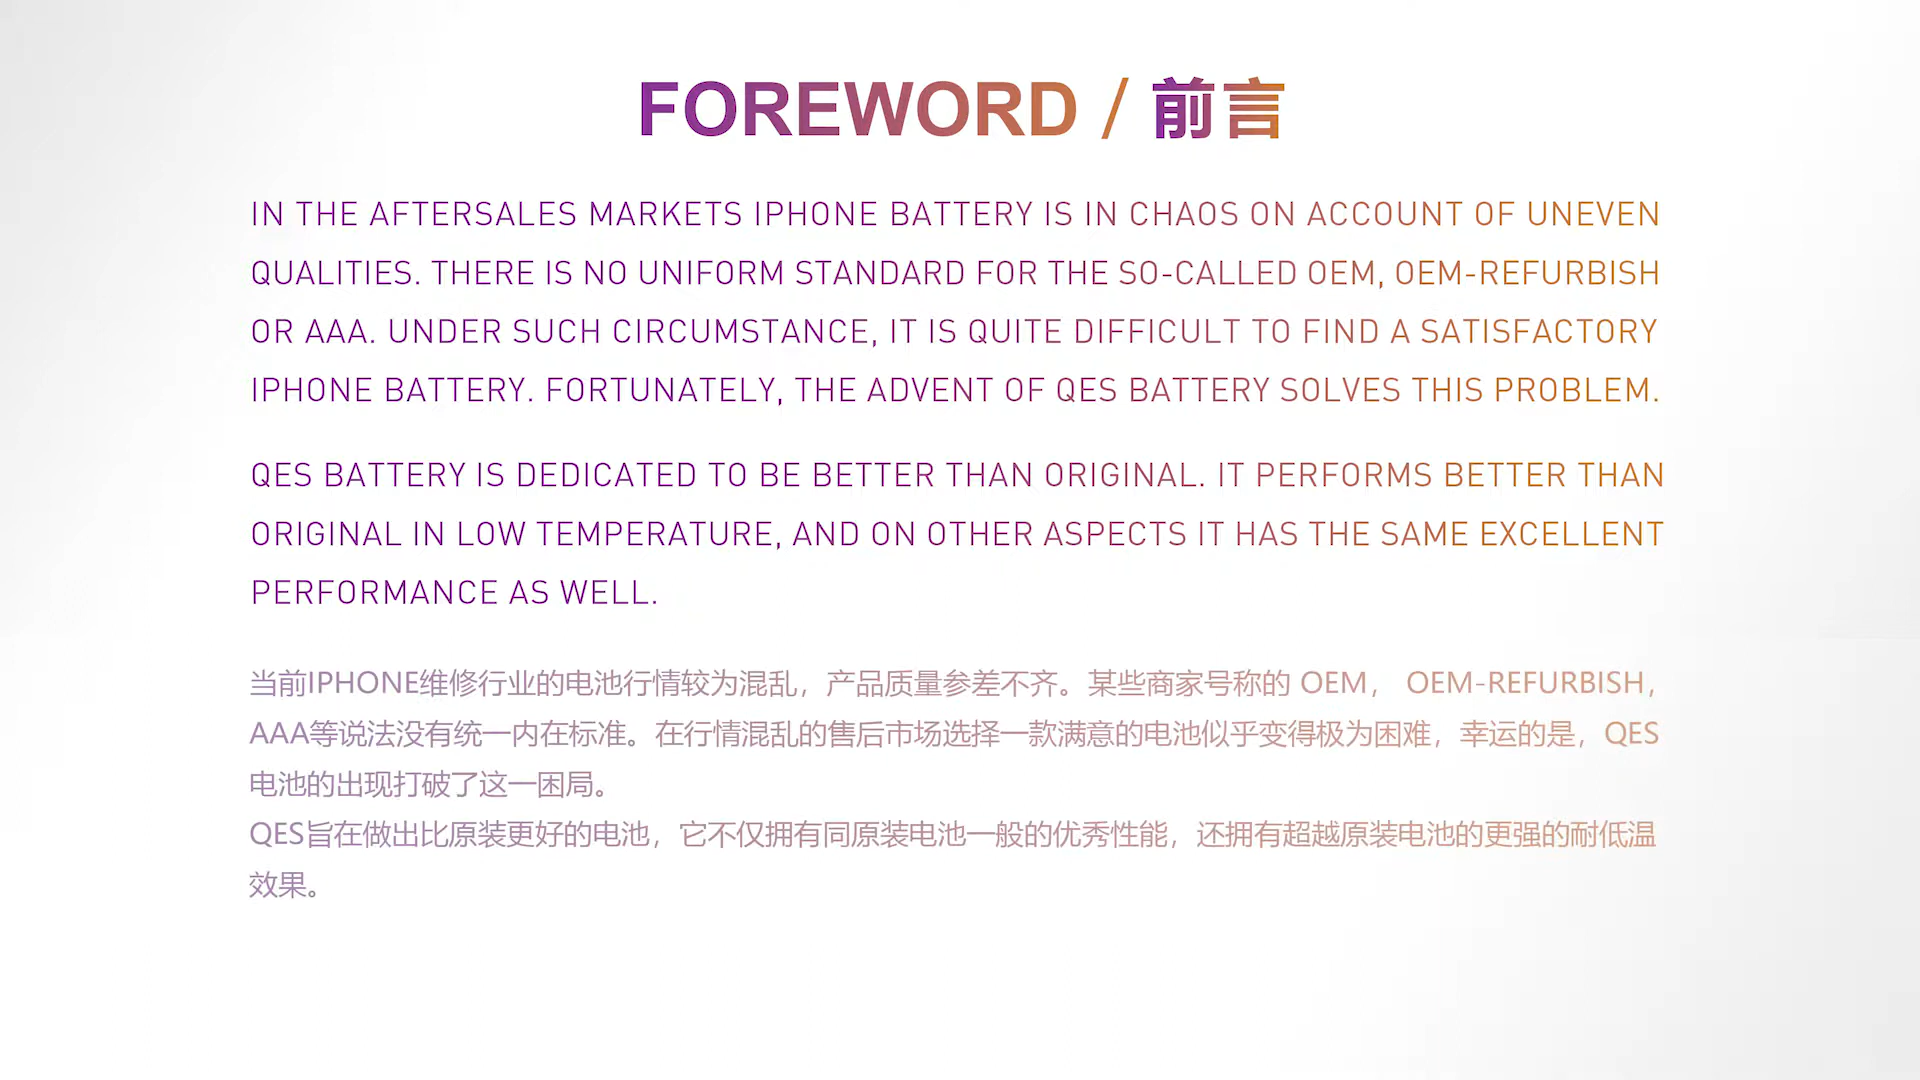 FOREWORD / 前言
IN THE AFTERSALES MARKETS IPHONE BATTERY IS IN CHAOS ON ACCOUNT OF UNEVEN
QUALITIES. THERE IS NO UNIFORM STANDARD FOR THE SO-CALLED OEM, OEM-REFURBISH
OR AAA. UNDER SUCH CIRCUMSTANCE, IT IS QUITE DIFFICULT TO FIND A SATISFACTORY
IPHONE BATTERY. FORTUNATELY, THE ADVENT OF QES BATTERY SOLVES THIS PROBLEM.
QES BATTERY IS DEDICATED TO BE BETTER THAN ORIGINAL. IT PERFORMS BETTER THAN
ORIGINAL IN LOW TEMPERATURE, AND ON OTHER ASPECTS IT HAS THE SAME EXCELLENT
PERFORMANCE AS WELL.
当前IPHONE维修行业的电池行情较为混乱，产品质量参差不齐。某些商家号称的 OEM， OEM-REFURBISH，
AAA等说法没有统一内在标准。在行情混乱的售后市场选择一款满意的电池似乎变得极为困难，幸运的是，QES
电池的出现打破了这一困局。
QES旨在做出比原装更好的电池，它不仅拥有同原装电池一般的优秀性能，还拥有超越原装电池的更强的耐低温
效果。